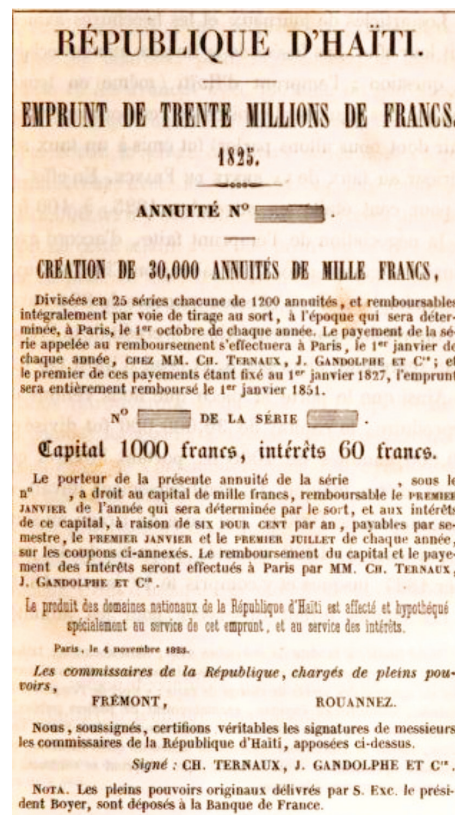 RÉPUBLIQUE D'HAÏTI.
EMPRUNT DE TRENTE MILLIONS DE FRANCS.
1825.
ANNUITÉ Nº .
CRÉATION DE 30,000 ANNUITÉS DE MILLE FRANCS,
Divisées en 25 séries chacune de 1200 annuités, et remboursables
intégralement par voie de tirage au sort, à l'époque qui sera déter-
minée, à Paris, le 1er octobre de chaque année. Le payement de la sé-
rie appelée au remboursement s'effectuera à Paris, le 1er janvier de
chaque année, CHEZ MM. CH. TERNAUX, J. GANDOLPHE ET Cie; et
le premier de ces payements étant fixé au 1er janvier 1827, l'emprunt
sera entièrement remboursé le 1er janvier 1851.
Nº DE LA SÉRIE .
Capital 1000 francs, intérêts 60 francs.
Le porteur de la présente annuité de la série , sous le
nº , a droit au capital de mille francs, remboursable le PREMIER
JANVIER de l'année qui sera déterminée par le sort, et aux intérêts
de ce capital, à raison de SIX POUR CENT par an, payables par se-
mestre, le PREMIER JANVIER et le PREMIER JUILLET de chaque année,
sur les coupons ci-annexés. Le remboursement du capital et le paye-
ment des intérêts seront effectués à Paris par MM. CH. TERNAUX,
J. GANDOLPHE ET Cie.
Le produit des domaines nationaux de la République d'Haïti est affecté et hypothéqué
spécialement au service de cet emprunt, et au service des intérêts.
Paris, le 4 novembre 1825.
Les commissaires de la République, chargés de pleins pou-
voirs,
FRÉMONT, ROUANNEZ.
Nous, soussignés, certifions véritables les signatures de messieurs
les commissaires de la République d'Haïti, apposées ci-dessus.
Signé : CH. TERNAUX, J. GANDOLPHE ET Cie.
NOTA. Les pleins pouvoirs originaux délivrés par S. Exc. le prési-
dent Boyer, sont déposés à la Banque de France.